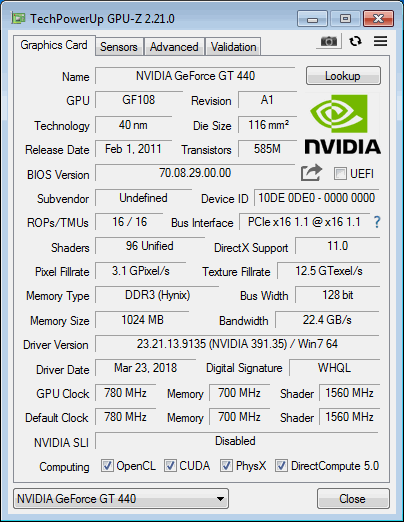 TechPowerUp GPU-Z 2.21.0
Graphics Card Sensors Advanced Validation
Name NVIDIA GeForce GT 440 Lookup
GPU GF108 Revision A1
Technology 40 nm Die Size 116 mm²
Release Date Feb 1, 2011 Transistors 585M
NVIDIA
BIOS Version 70.08.29.00.00 UEFI
Subvendor Undefined Device ID 10DE 0DE0 - 0000 0000
ROPs/TMUs 16 / 16 Bus Interface PCIe x16 1.1 @ x16 1.1 ?
Shaders 96 Unified DirectX Support 11.0
Pixel Fillrate 3.1 GPixel/s Texture Fillrate 12.5 GTexel/s
Memory Type DDR3 (Hynix) Bus Width 128 bit
Memory Size 1024 MB Bandwidth 22.4 GB/s
Driver Version 23.21.13.9135 (NVIDIA 391.35) / Win7 64
Driver Date Mar 23, 2018 Digital Signature WHQL
GPU Clock 780 MHz Memory 700 MHz Shader 1560 MHz
Default Clock 780 MHz Memory 700 MHz Shader 1560 MHz
NVIDIA SLI Disabled
Computing OpenCL CUDA PhysX DirectCompute 5.0
NVIDIA GeForce GT 440 Close